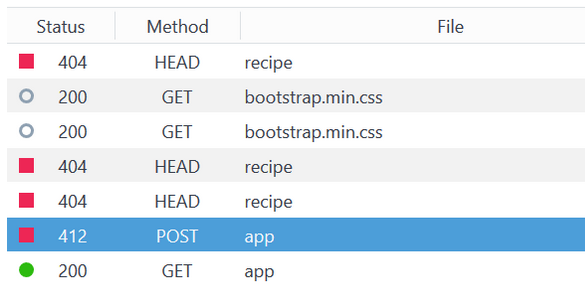 Status Method File
404 HEAD recipe
200 GET bootstrap.min.css
200 GET bootstrap.min.css
404 HEAD recipe
404 HEAD recipe
412 POST app
200 GET app